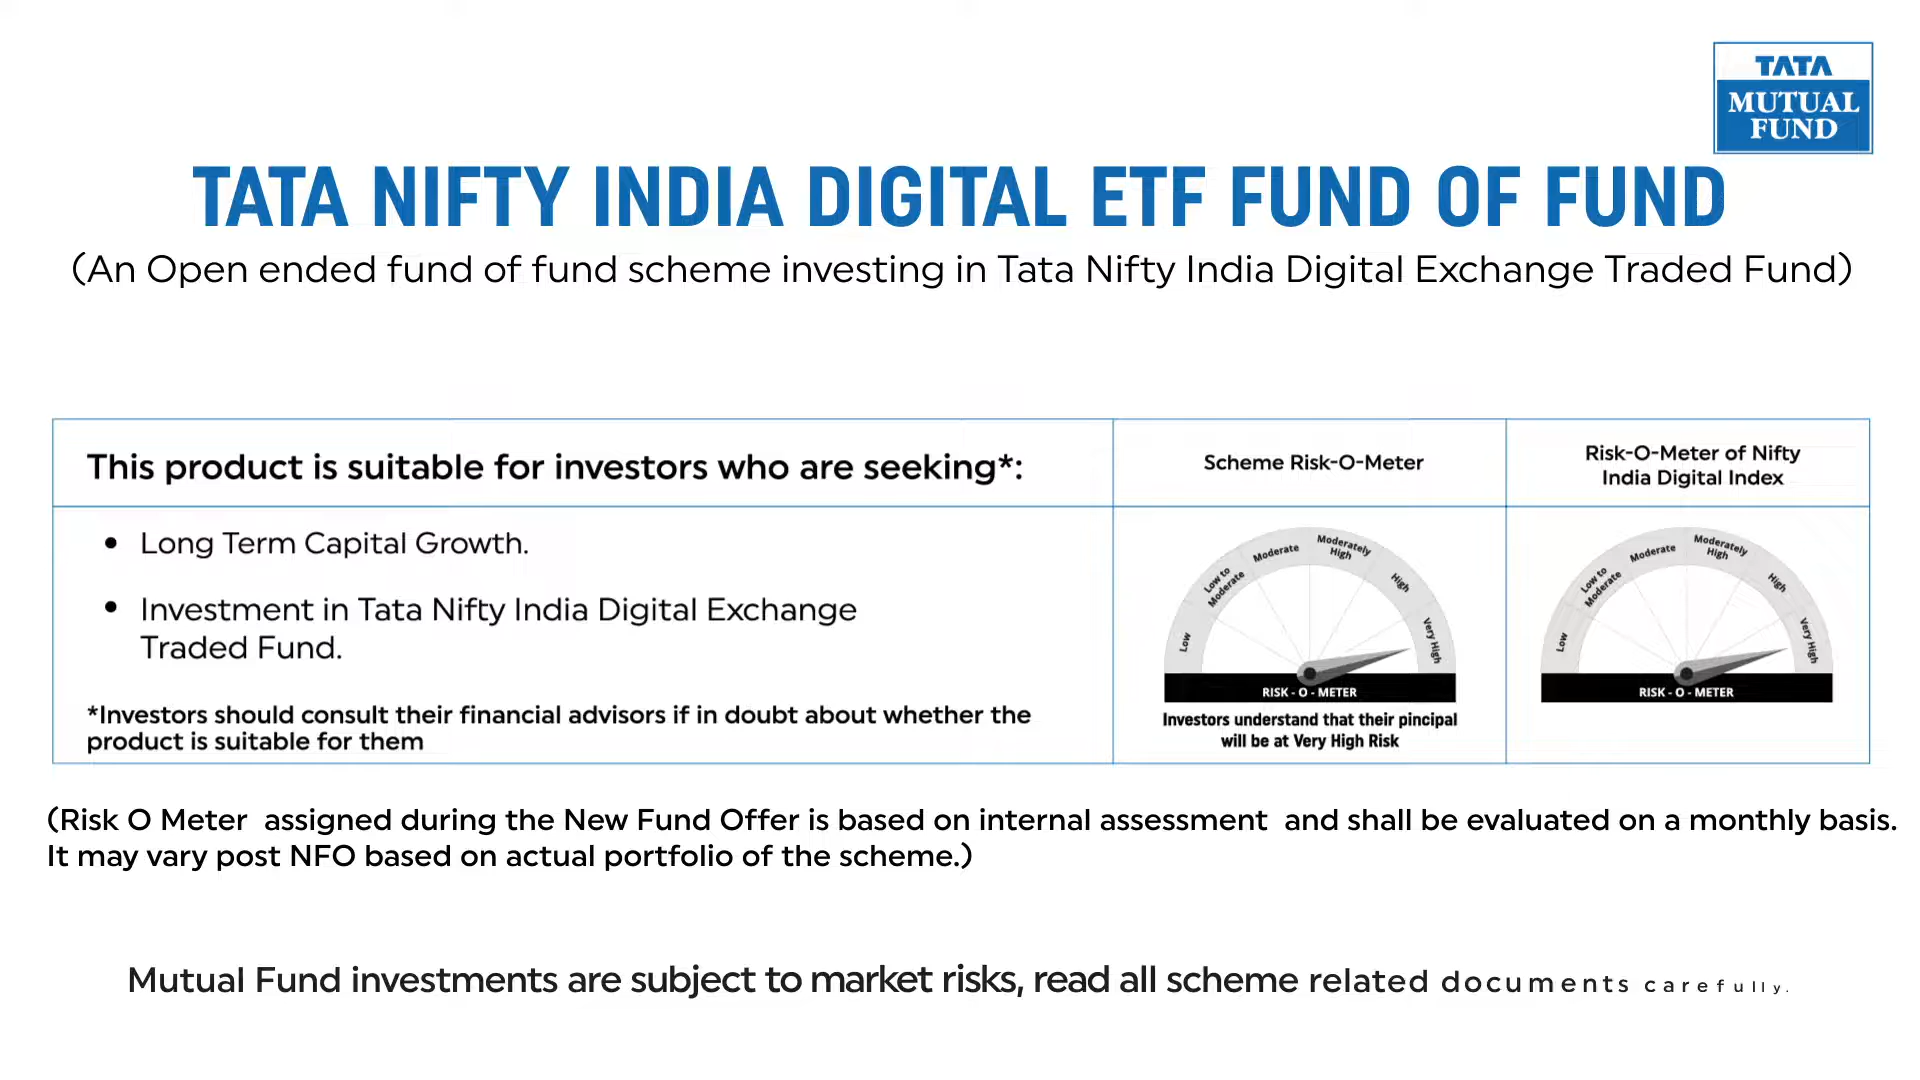 TATA
MUTUAL
FUND
TATA NIFTY INDIA DIGITAL ETF FUND OF FUND
(An Open ended fund of fund scheme investing in Tata Nifty India Digital Exchange Traded Fund)
This product is suitable for investors who are seeking*:
Scheme Risk-O-Meter
Risk-O-Meter of Nifty
India Digital Index
• Long Term Capital Growth.
• Investment in Tata Nifty India Digital Exchange
Traded Fund.
*Investors should consult their financial advisors if in doubt about whether the
product is suitable for them
Low
Low to
Moderate
Moderate
Moderately
High
High
Very High
RISK - O - METER
Investors understand that their pincipal
will be at Very High Risk
Low
Low to
Moderate
Moderate
Moderately
High
High
Very High
RISK - O - METER
(Risk O Meter assigned during the New Fund Offer is based on internal assessment and shall be evaluated on a monthly basis.
It may vary post NFO based on actual portfolio of the scheme.)
Mutual Fund investments are subject to market risks, read all scheme related documents carefully.